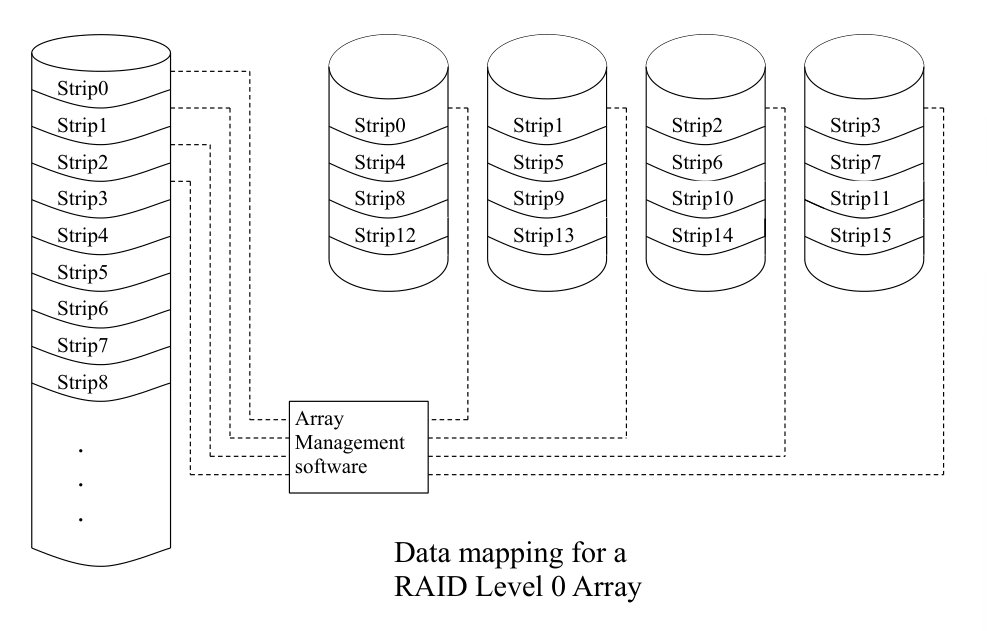 Strip0
Strip1
Strip2
Strip3
Strip4
Strip5
Strip6
Strip7
Strip8
Strip0
Strip4
Strip8
Strip12
Strip1
Strip5
Strip9
Strip13
Strip2
Strip6
Strip10
Strip14
Strip3
Strip7
Strip11
Strip15
Array
Management
software
Data mapping for a
RAID Level 0 Array